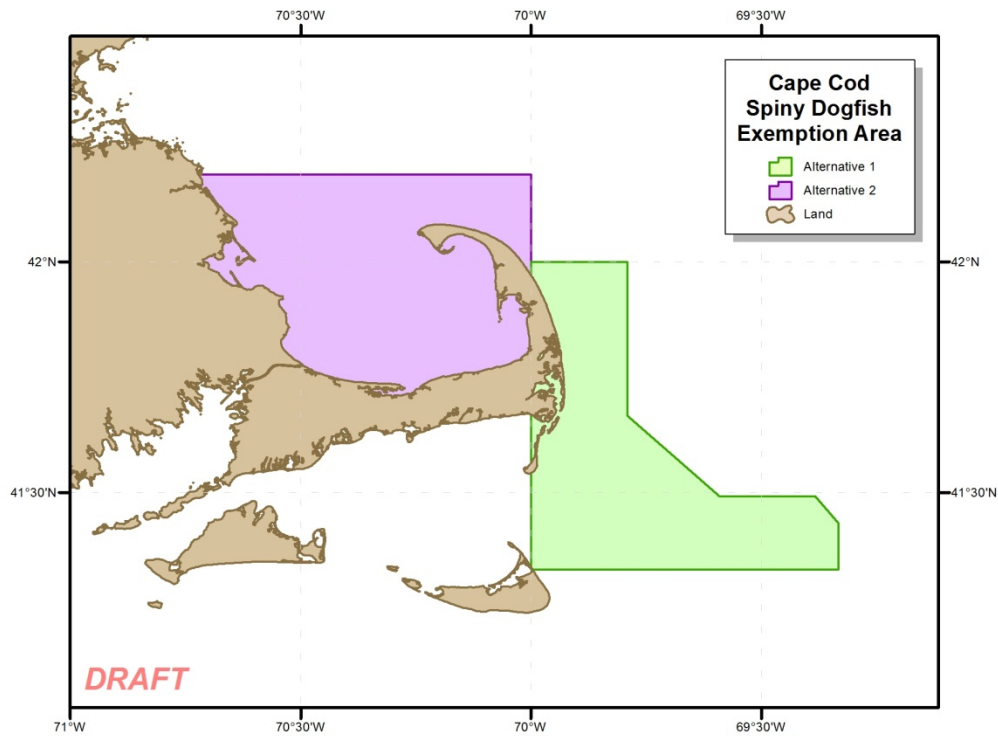 70°30'W 70°W 69°30'W
Cape Cod
Spiny Dogfish
Exemption Area
Alternative 1
Alternative 2
Land
42°N 42°N
41°30'N 41°30'N
DRAFT
71°W 70°30'W 70°W 69°30'W